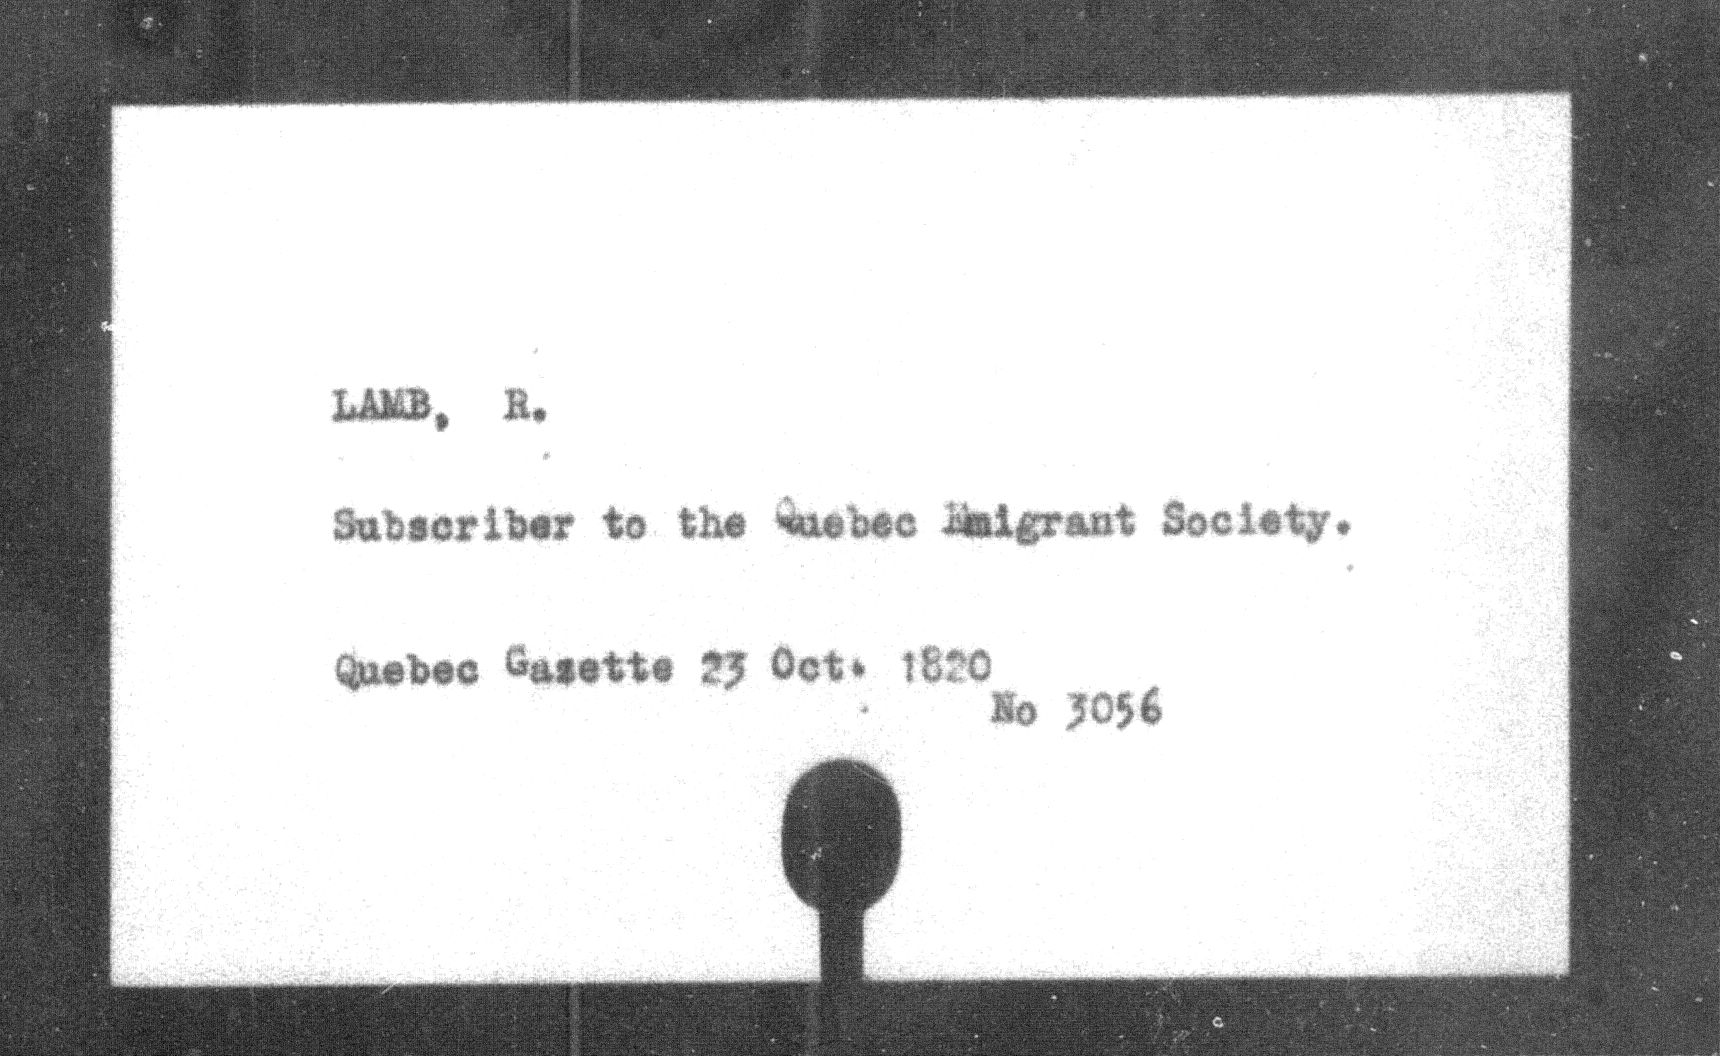 LAMB, R.
Subscriber to the Quebec Emigrant Society.
Quebec Gazette 23 Oct. 1820
No 3056